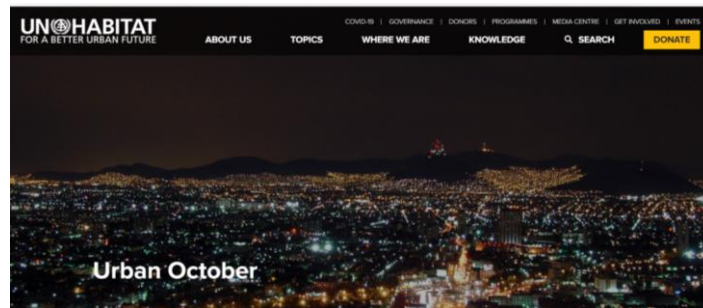 COVID-19 | GOVERNANCE | DONORS | PROGRAMMES | MEDIA CENTRE | GET INVOLVED | EVENTS
UN HABITAT
FOR A BETTER URBAN FUTURE
ABOUT US TOPICS WHERE WE ARE KNOWLEDGE SEARCH DONATE
Urban October